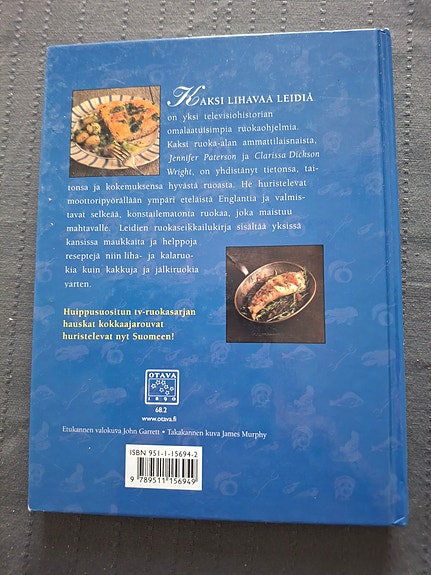 KAKSI LIHAVAA LEIDIÄ
on yksi televisiohistorian
omalaatuisimpia ruokaohjelmia.
Kaksi ruoka-alan ammattilaisnaista,
Jennifer Paterson ja Clarissa Dickson
Wright, on yhdistänyt tietonsa, tai-
tonsa ja kokemuksensa hyvästä ruoasta. He huristelevat
moottoripyörällään ympäri eteläistä Englantia ja valmis-
tavat selkeää, konstailematonta ruokaa, joka maistuu
mahtavalle. Leidien ruokaseikkailukirja sisältää yksissä
kansissa maukkaita ja helppoja
reseptejä niin liha- ja kalaruo-
kia kuin kakkuja ja jälkiruokia
varten.
Huippusuositun tv-ruokasarjan
hauskat kokkaajarouvat
huristelevat nyt Suomeen!
OTAVA
1890
68.2
www.otava.fi
Etukannen valokuva John Garrett • Takakannen kuva James Murphy
ISBN 951-1-15694-2
9 789511 156949